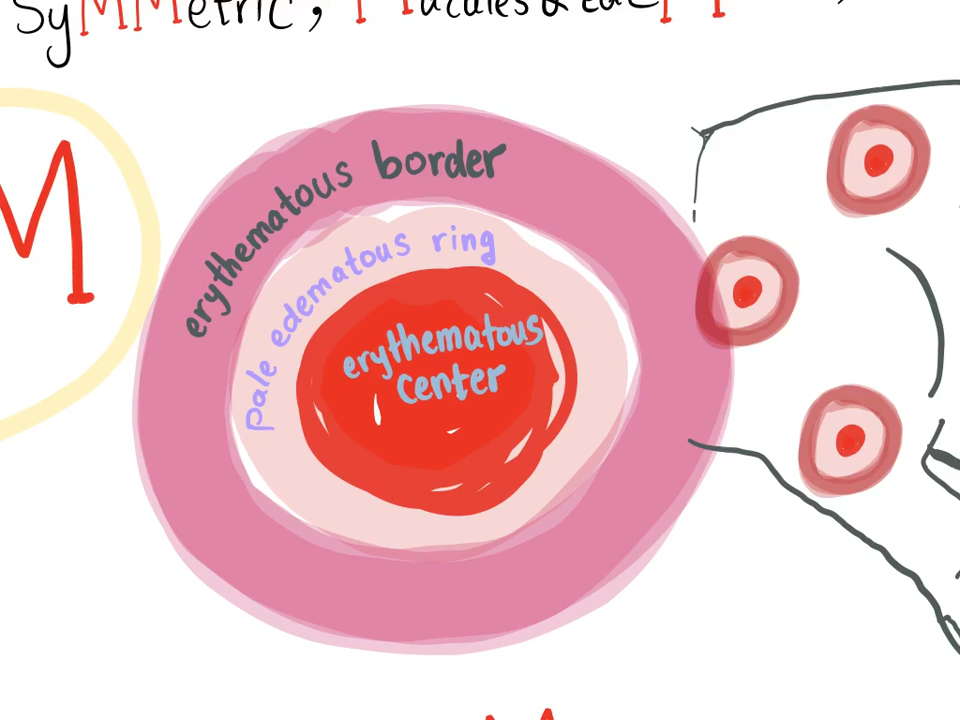 SyMMetric,
M
erythematous border
pale edematous ring
erythematous
center